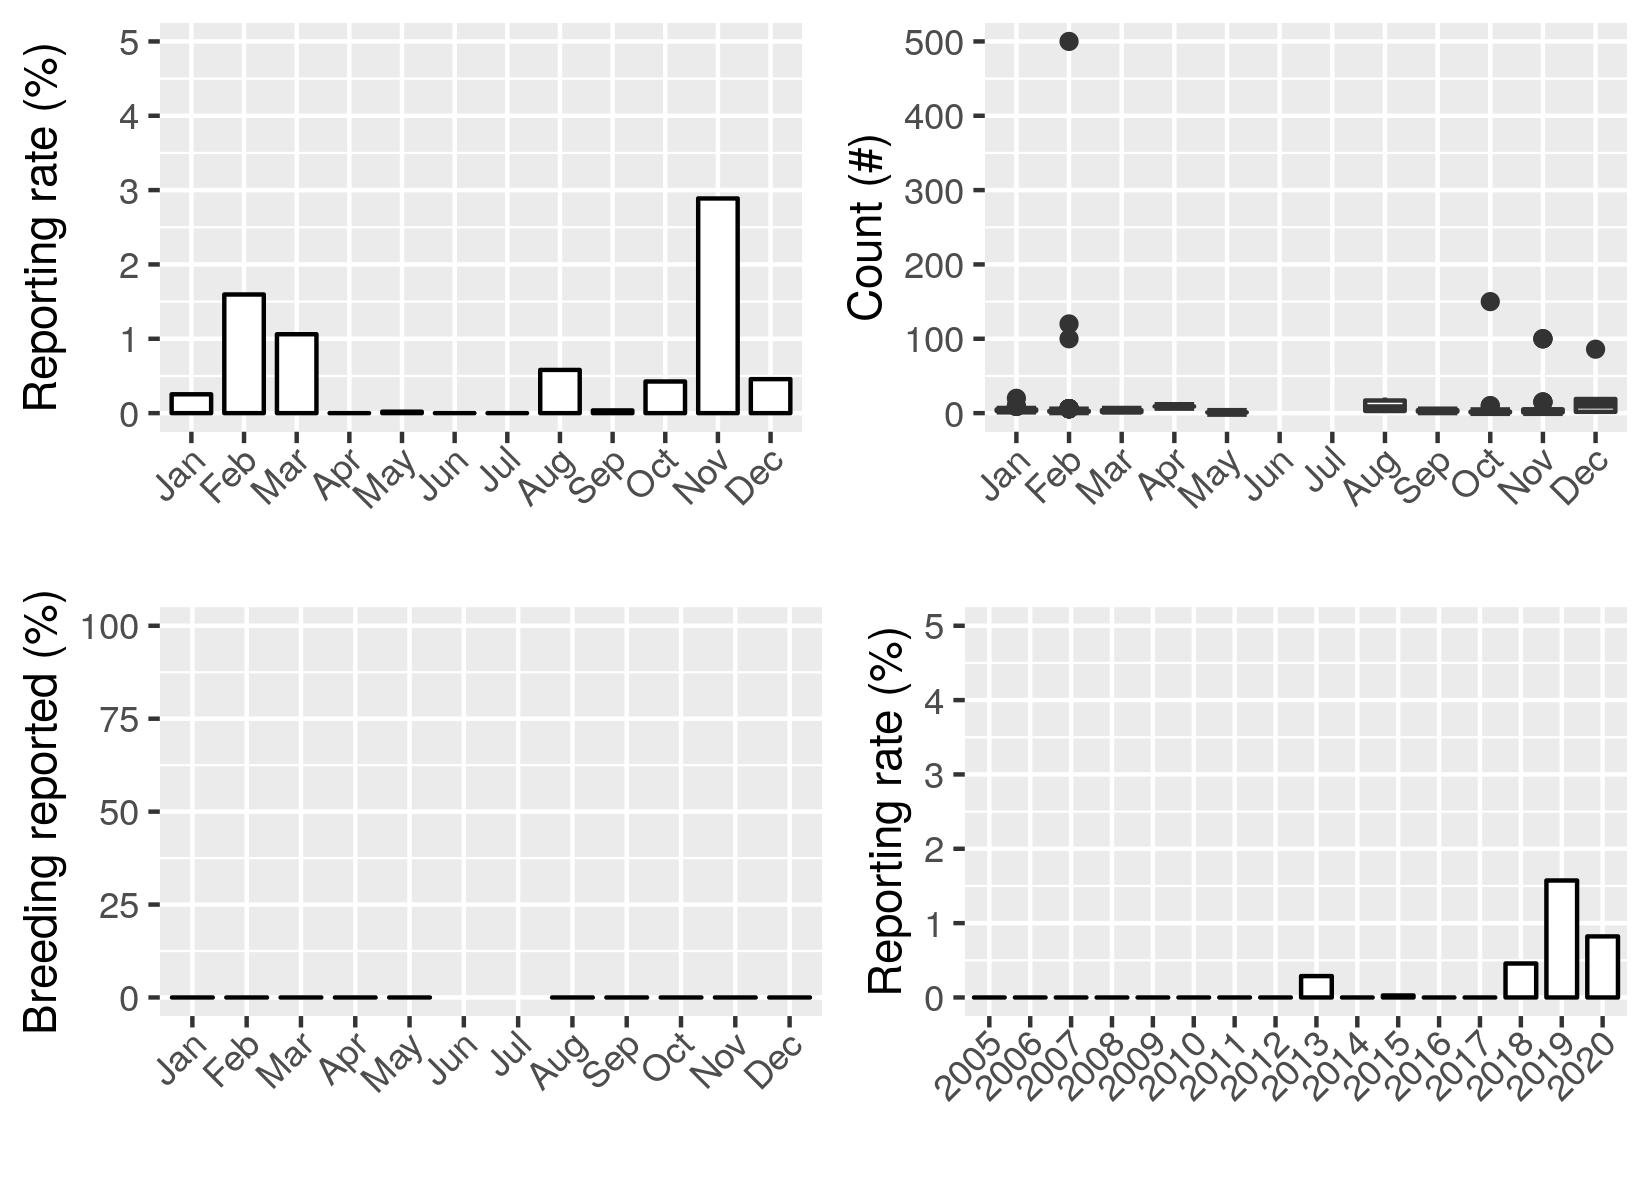 Reporting rate (%)
5
4
3
2
1
0
Jan Feb Mar Apr May Jun Jul Aug Sep Oct Nov Dec
Count (#)
500
400
300
200
100
0
Jan Feb Mar Apr May Jun Jul Aug Sep Oct Nov Dec
Breeding reported (%)
100
75
50
25
0
Jan Feb Mar Apr May Jun Jul Aug Sep Oct Nov Dec
Reporting rate (%)
5
4
3
2
1
0
2005 2006 2007 2008 2009 2010 2011 2012 2013 2014 2015 2016 2017 2018 2019 2020